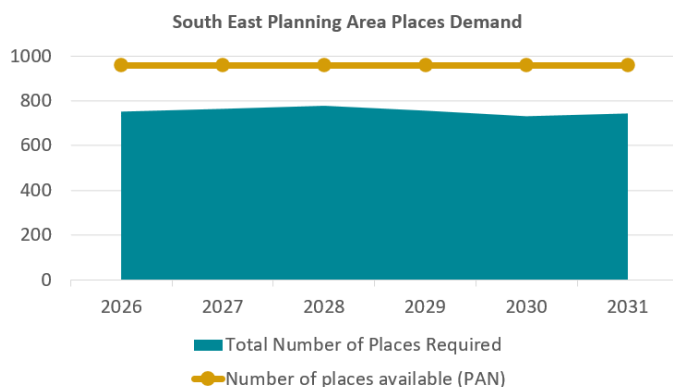 South East Planning Area Places Demand
1000
800
600
400
200
0
2026 2027 2028 2029 2030 2031
Total Number of Places Required
Number of places available (PAN)